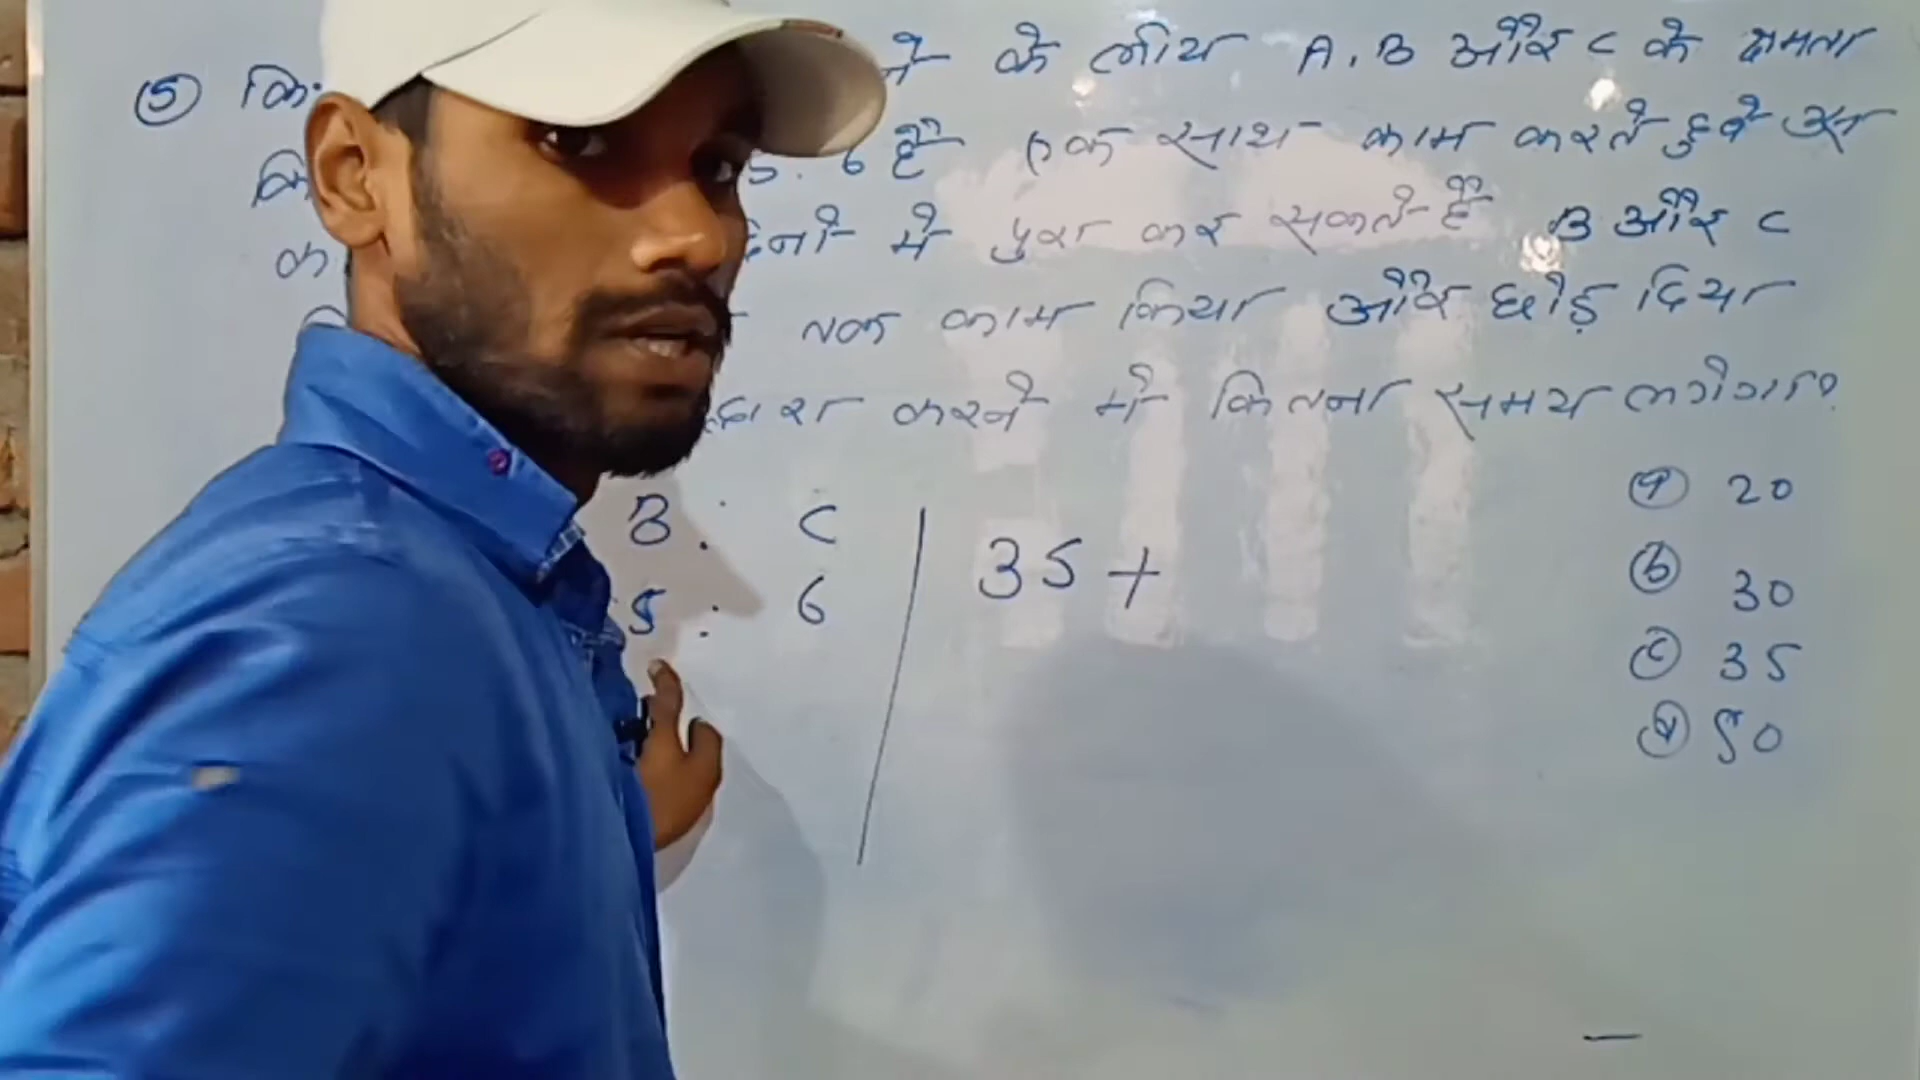 ⑤ कि ने के लीय A, B और C के क्षमता
कि 5 : 6 है एक साथ काम करते हुवे उस
का दिनो मे पुरा कर सकते है B और C
तक काम किया और छोड़ दिया
द्वारा करने मे कितना समय लगेगा?
B : C
5 : 6
35 +
20
ⓑ 30
ⓒ 35
ⓓ 50